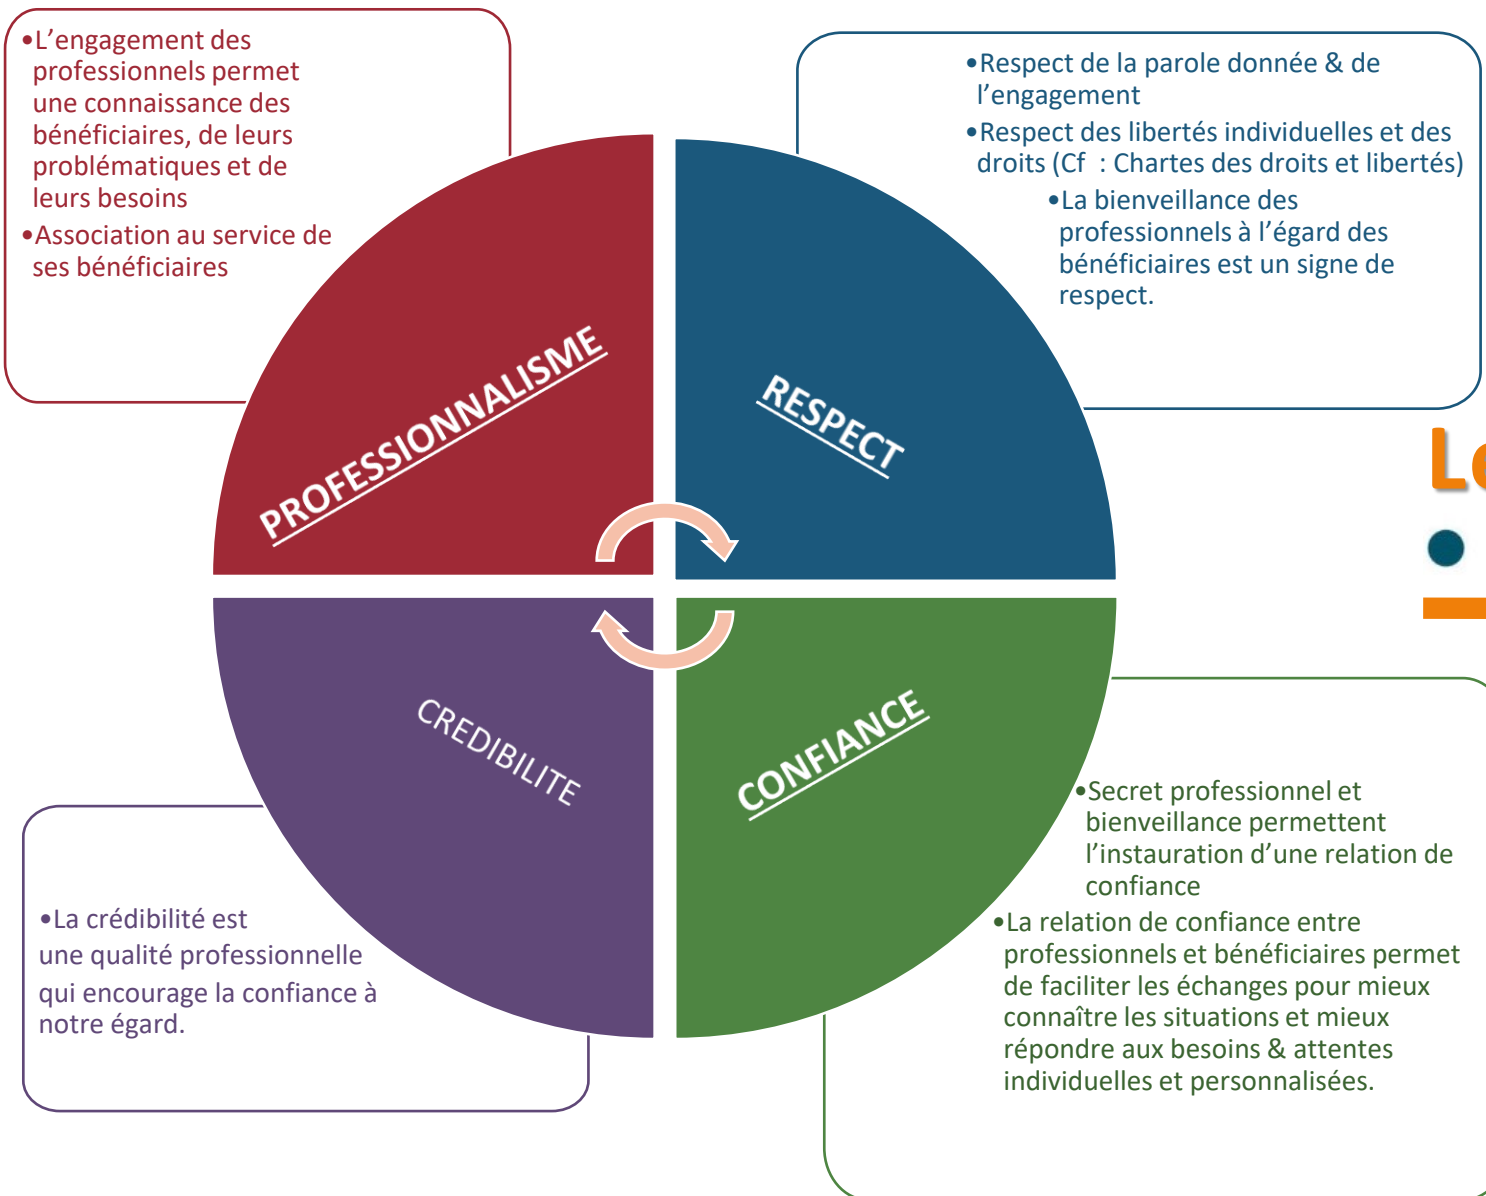 •L’engagement des
professionnels permet
une connaissance des
bénéficiaires, de leurs
problématiques et de
leurs besoins
•Association au service de
ses bénéficiaires
•Respect de la parole donnée & de
l’engagement
•Respect des libertés individuelles et des
droits (Cf : Chartes des droits et libertés)
•La bienveillance des
professionnels à l’égard des
bénéficiaires est un signe de
respect.
PROFESSIONNALISME
RESPECT
CREDIBILITE
CONFIANCE
•La crédibilité est
une qualité professionnelle
qui encourage la confiance à
notre égard.
•Secret professionnel et
bienveillance permettent
l’instauration d’une relation de
confiance
•La relation de confiance entre
professionnels et bénéficiaires permet
de faciliter les échanges pour mieux
connaître les situations et mieux
répondre aux besoins & attentes
individuelles et personnalisées.